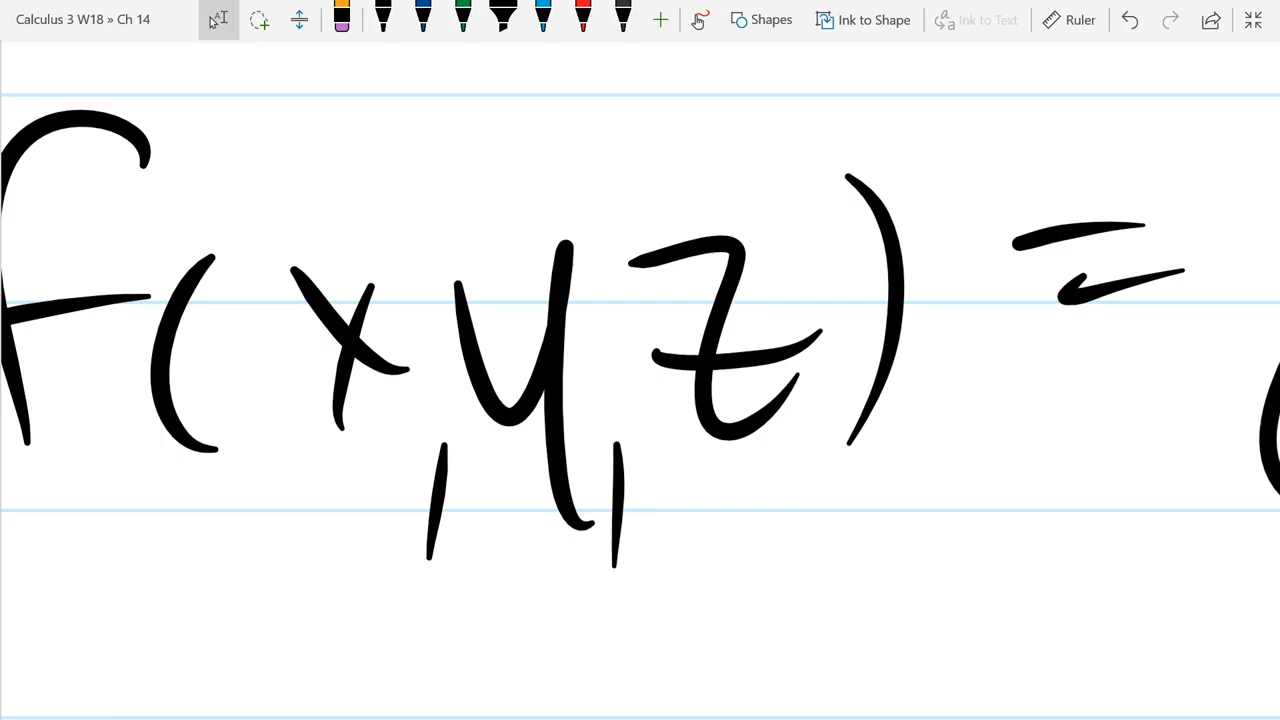 Calculus 3 W18 » Ch 14 Shapes Ink to Shape Ink to Text Ruler
f(x,y,z) =